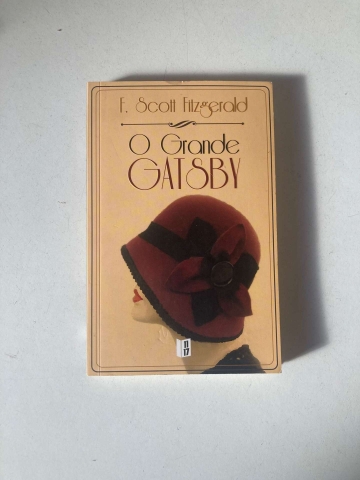 F. Scott Fitzgerald
O Grande
GATSBY
11
17